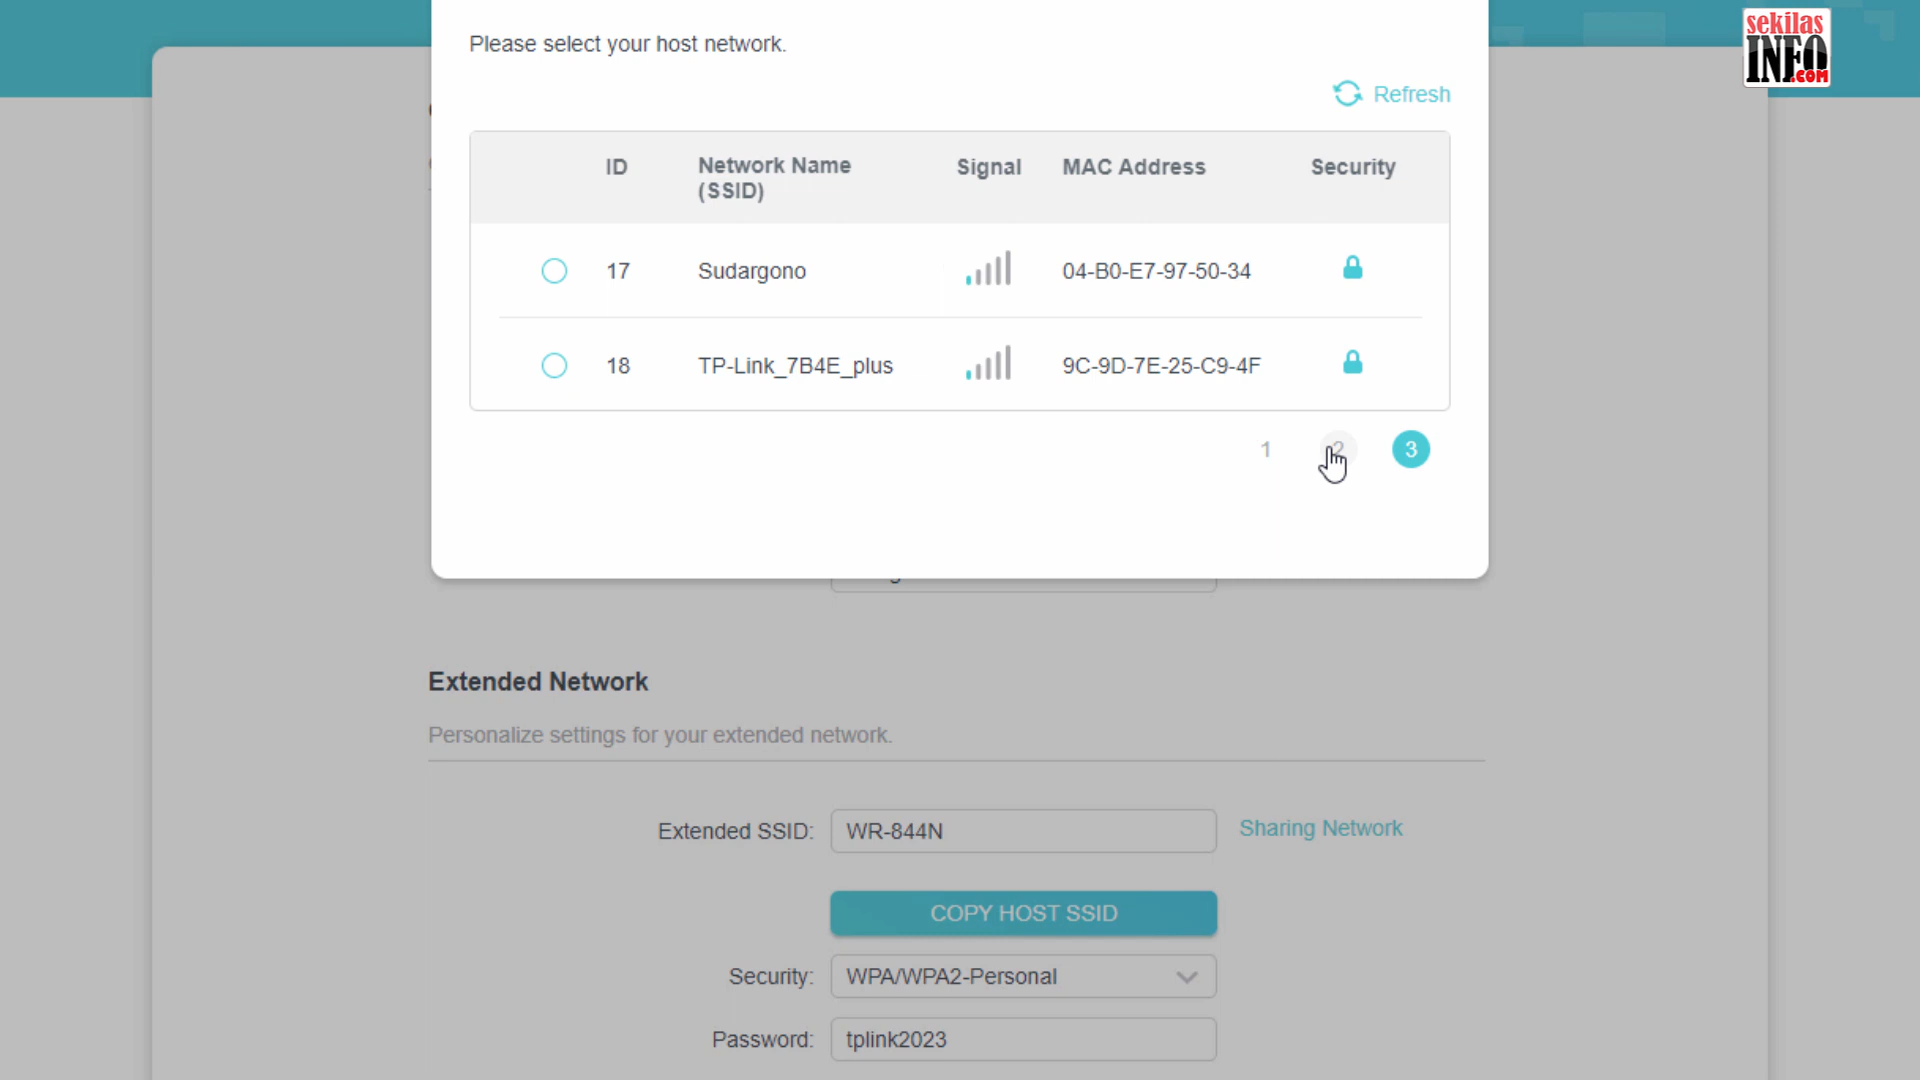 sekilas
INFO
.COM
Please select your host network.
Refresh
ID Network Name (SSID) Signal MAC Address Security
17 Sudargono 04-B0-E7-97-50-34
18 TP-Link_7B4E_plus 9C-9D-7E-25-C9-4F
1 2 3
Extended Network
Personalize settings for your extended network.
Extended SSID: WR-844N Sharing Network
COPY HOST SSID
Security: WPA/WPA2-Personal
Password: tplink2023